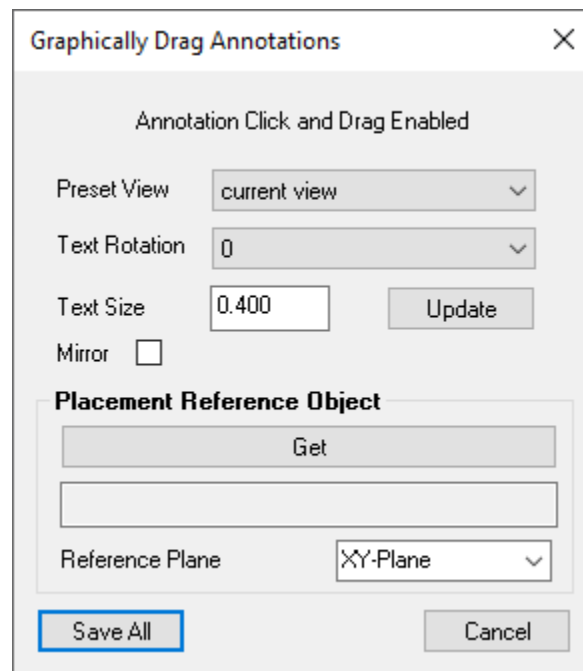 Graphically Drag Annotations
Annotation Click and Drag Enabled
Preset View current view
Text Rotation 0
Text Size 0.400 Update
Mirror
Placement Reference Object
Get
Reference Plane XY-Plane
Save All Cancel